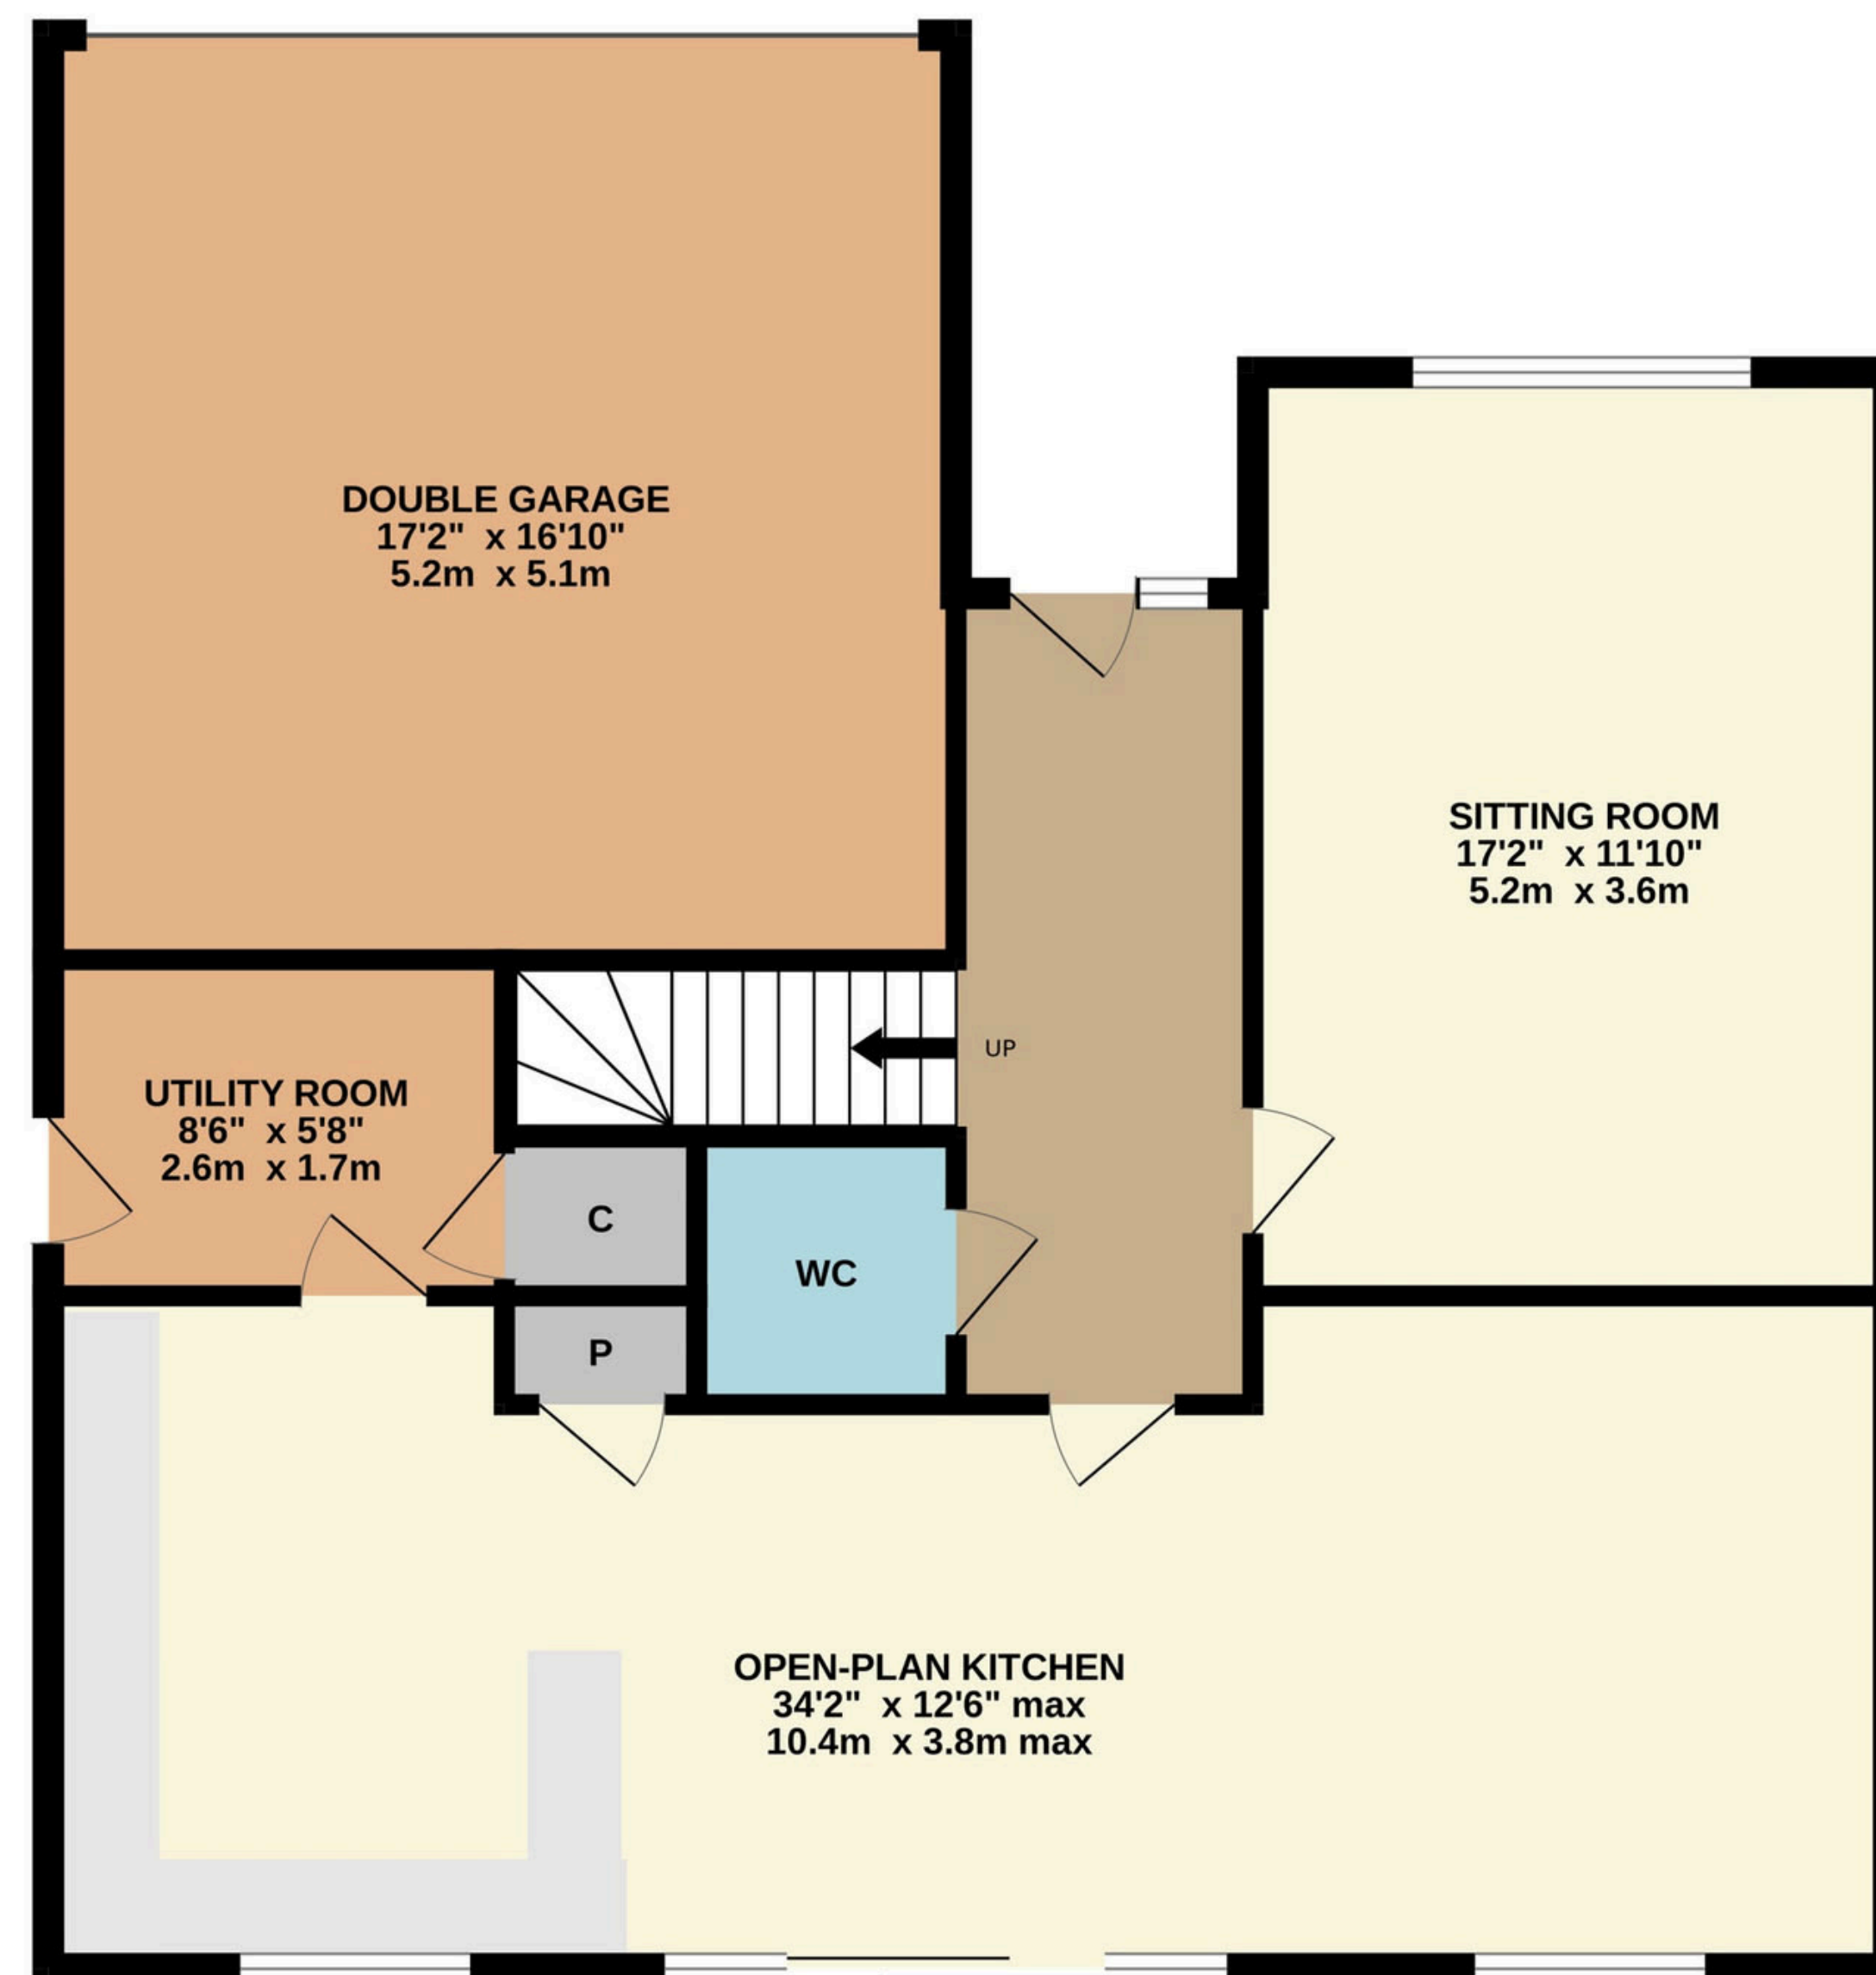 DOUBLE GARAGE
17'2" x 16'10"
5.2m x 5.1m
SITTING ROOM
17'2" x 11'10"
5.2m x 3.6m
UP
UTILITY ROOM
8'6" x 5'8"
2.6m x 1.7m
C
WC
P
OPEN-PLAN KITCHEN
34'2" x 12'6" max
10.4m x 3.8m max